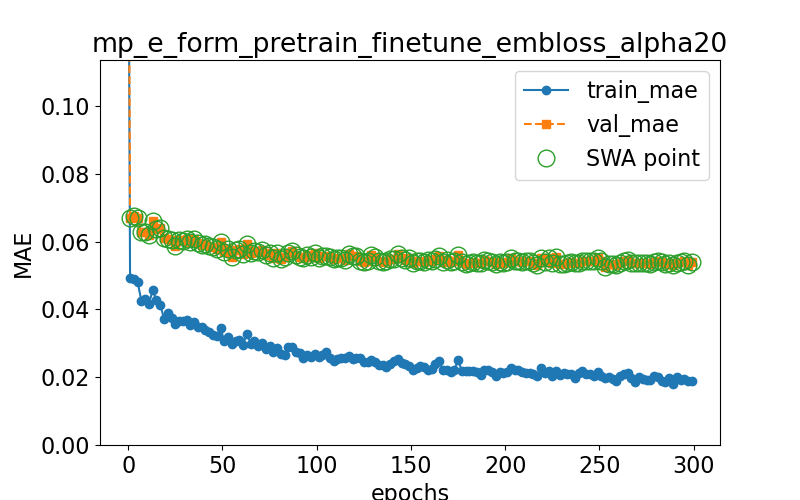 mp_e_form_pretrain_finetune_embloss_alpha20
train_mae
val_mae
SWA point
MAE
0.10
0.08
0.06
0.04
0.02
0.00
0 50 100 150 200 250 300
epochs